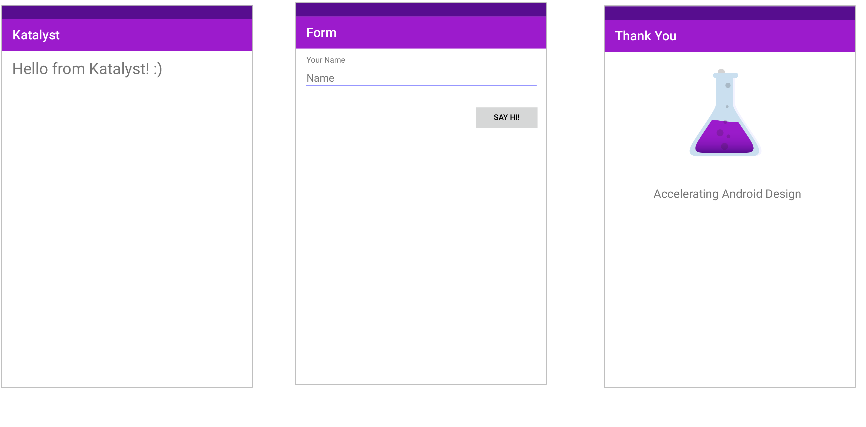 Katalyst
Hello from Katalyst! :)
Form
Your Name
Name
SAY HI!
Thank You
Accelerating Android Design